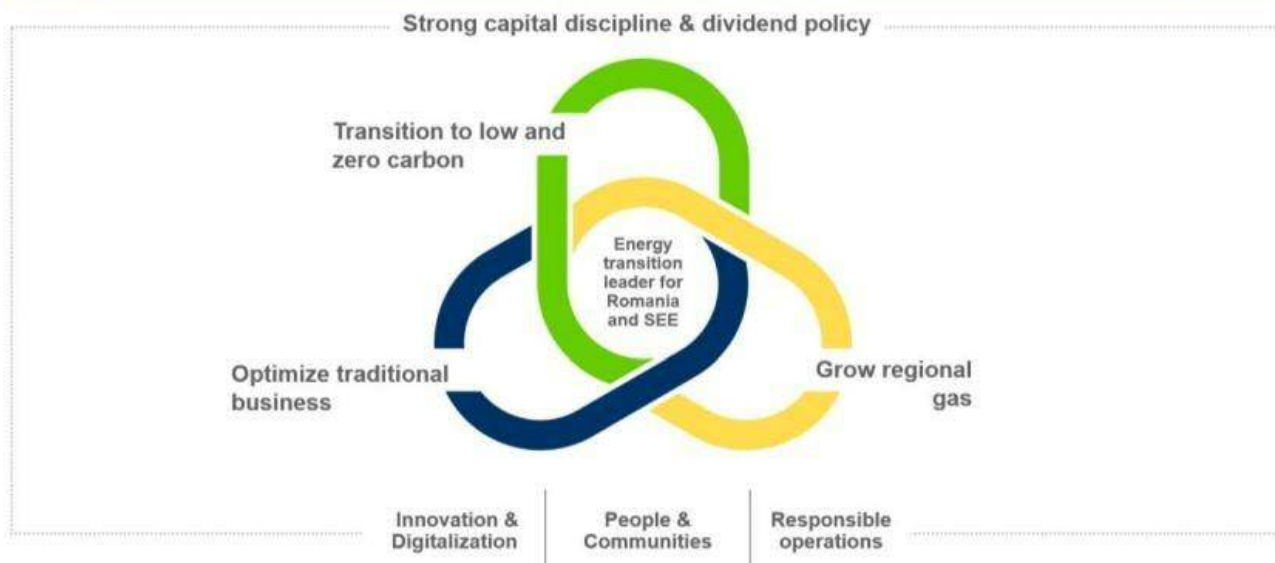 Strong capital discipline & dividend policy
Transition to low and
zero carbon
Energy
transition
leader for
Romania
and SEE
Optimize traditional
business
Grow regional
gas
Innovation &
Digitalization
People &
Communities
Responsible
operations